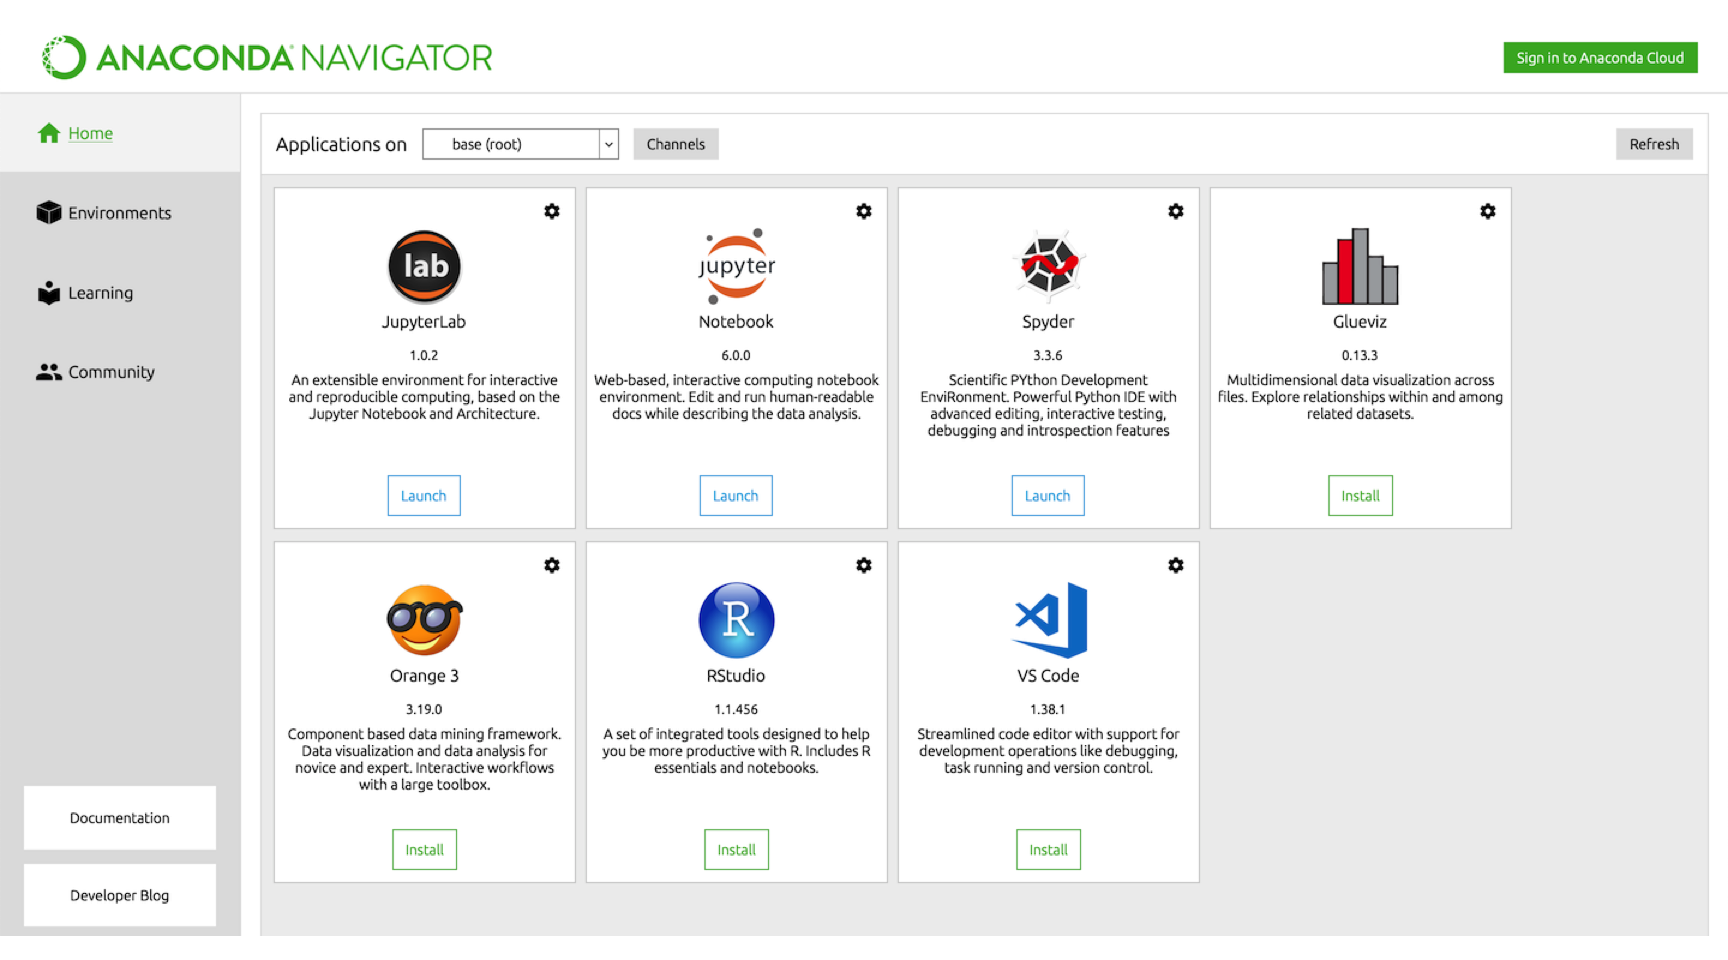 ANACONDA NAVIGATOR
Sign in to Anaconda Cloud
Home
Environments
Learning
Community
Documentation
Developer Blog
Applications on base (root) Channels Refresh
lab
JupyterLab
1.0.2
An extensible environment for interactive
and reproducible computing, based on the
Jupyter Notebook and Architecture.
Launch
jupyter
Notebook
6.0.0
Web-based, interactive computing notebook
environment. Edit and run human-readable
docs while describing the data analysis.
Launch
Spyder
3.3.6
Scientific PYthon Development
EnviRonment. Powerful Python IDE with
advanced editing, interactive testing,
debugging and introspection features
Launch
Glueviz
0.13.3
Multidimensional data visualization across
files. Explore relationships within and among
related datasets.
Install
Orange 3
3.19.0
Component based data mining framework.
Data visualization and data analysis for
novice and expert. Interactive workflows
with a large toolbox.
Install
R
RStudio
1.1.456
A set of integrated tools designed to help
you be more productive with R. Includes R
essentials and notebooks.
Install
VS Code
1.38.1
Streamlined code editor with support for
development operations like debugging,
task running and version control.
Install